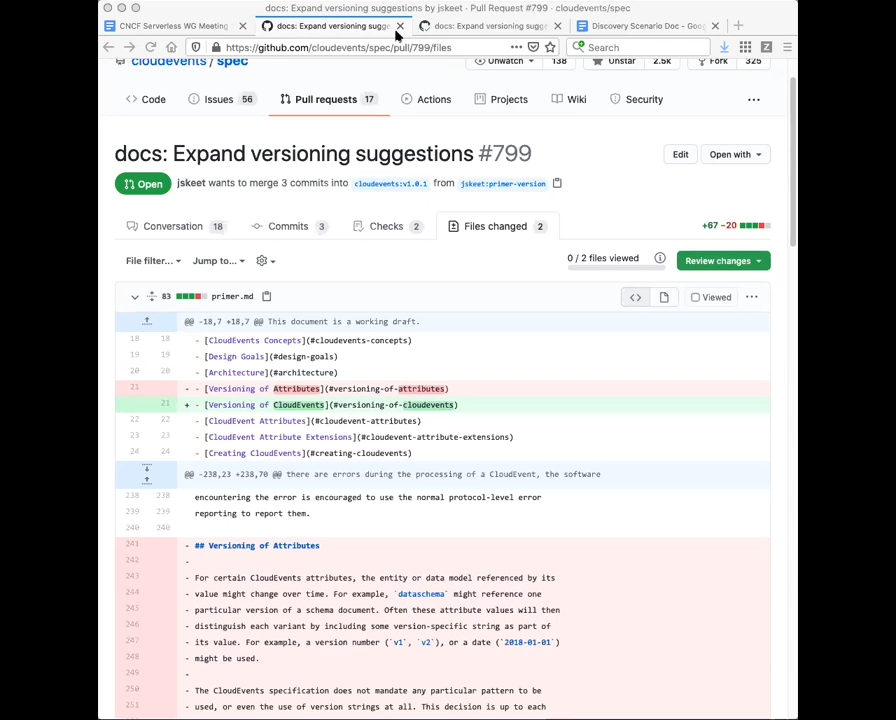 docs: Expand versioning suggestions by jskeet · Pull Request #799 · cloudevents/spec
CNCF Serverless WG Meeting
docs: Expand versioning sugge
docs: Expand versioning sugg
Discovery Scenario Doc - Goo
https://github.com/cloudevents/spec/pull/799/files
Search
cloudevents / spec
Unwatch 138
Unstar 2.5k
Fork 325
Code
Issues 56
Pull requests 17
Actions
Projects
Wiki
Security
docs: Expand versioning suggestions #799
Edit
Open with
Open
jskeet wants to merge 3 commits into cloudevents:v1.0.1 from jskeet:primer-version
Conversation 18
Commits 3
Checks 2
Files changed 2
+67 −20
File filter...
Jump to...
0 / 2 files viewed
Review changes
83 primer.md
Viewed
@@ -18,7 +18,7 @@ This document is a working draft.
18 18 - [CloudEvents Concepts](#cloudevents-concepts)
19 19 - [Design Goals](#design-goals)
20 20 - [Architecture](#architecture)
21 - - [Versioning of Attributes](#versioning-of-attributes)
21 + - [Versioning of CloudEvents](#versioning-of-cloudevents)
22 22 - [CloudEvent Attributes](#cloudevent-attributes)
23 23 - [CloudEvent Attribute Extensions](#cloudevent-attribute-extensions)
24 24 - [Creating CloudEvents](#creating-cloudevents)
@@ -238,23 +238,70 @@ there are errors during the processing of a CloudEvent, the software
238 238 encountering the error is encouraged to use the normal protocol-level error
239 239 reporting to report them.
240 240
241 - ## Versioning of Attributes
242 -
243 - For certain CloudEvents attributes, the entity or data model referenced by its
244 - value might change over time. For example, `dataschema` might reference one
245 - particular version of a schema document. Often these attribute values will then
246 - distinguish each variant by including some version-specific string as part of
247 - its value. For example, a version number (`v1`, `v2`), or a date (`2018-01-01`)
248 - might be used.
249 -
250 - The CloudEvents specification does not mandate any particular pattern to be
251 - used, or even the use of version strings at all. This decision is up to each